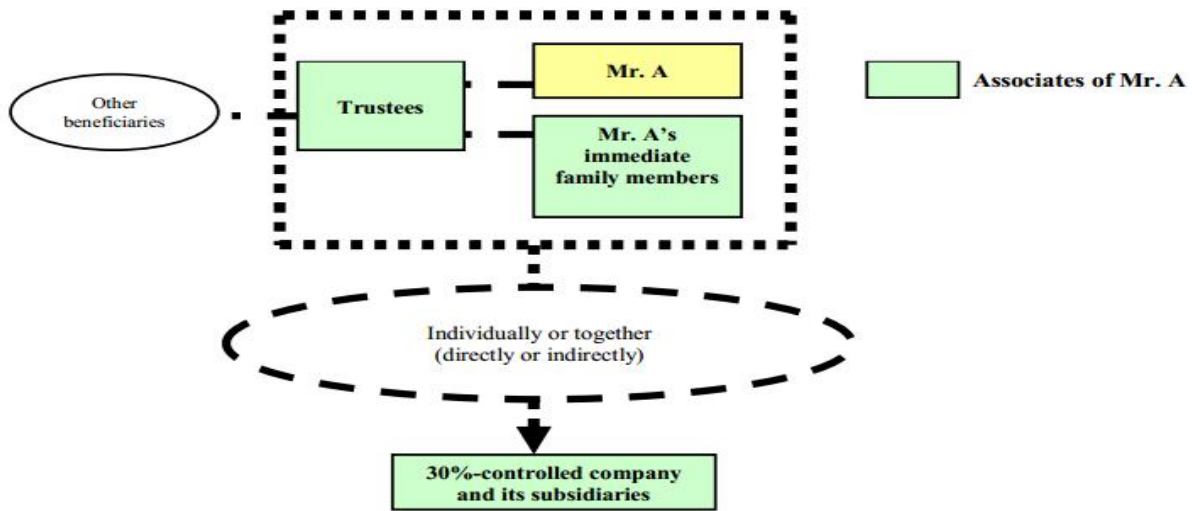 Other
beneficiaries
Trustees
Mr. A
Mr. A’s
immediate
family members
Associates of Mr. A
Individually or together
(directly or indirectly)
30%-controlled company
and its subsidiaries